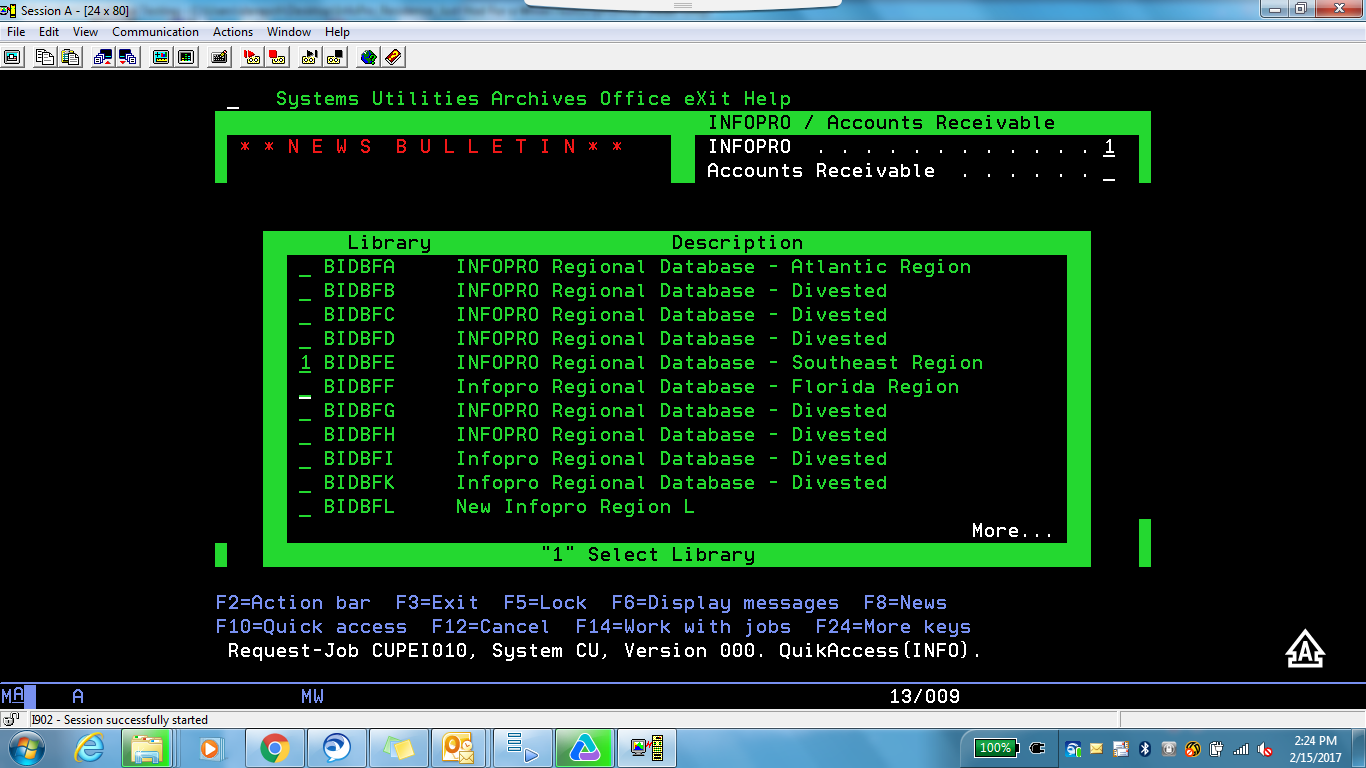 Session A - [24 x 80]
File Edit View Communication Actions Window Help
_ Systems Utilities Archives Office eXit Help
INFOPRO / Accounts Receivable
* * N E W S B U L L E T I N * *
INFOPRO . . . . . . . . . . . . 1
Accounts Receivable . . . . . . _
Library Description
_ BIDBFA INFOPRO Regional Database - Atlantic Region
_ BIDBFB INFOPRO Regional Database - Divested
_ BIDBFC INFOPRO Regional Database - Divested
_ BIDBFD INFOPRO Regional Database - Divested
1 BIDBFE INFOPRO Regional Database - Southeast Region
_ BIDBFF Infopro Regional Database - Florida Region
_ BIDBFG INFOPRO Regional Database - Divested
_ BIDBFH INFOPRO Regional Database - Divested
_ BIDBFI Infopro Regional Database - Divested
_ BIDBFK Infopro Regional Database - Divested
_ BIDBFL New Infopro Region L
More...
"1" Select Library
F2=Action bar F3=Exit F5=Lock F6=Display messages F8=News
F10=Quick access F12=Cancel F14=Work with jobs F24=More keys
Request-Job CUPEIO10, System CU, Version 000. QuikAccess(INFO).
A
MA A MW 13/009
I902 - Session successfully started
100%
2:24 PM
2/15/2017